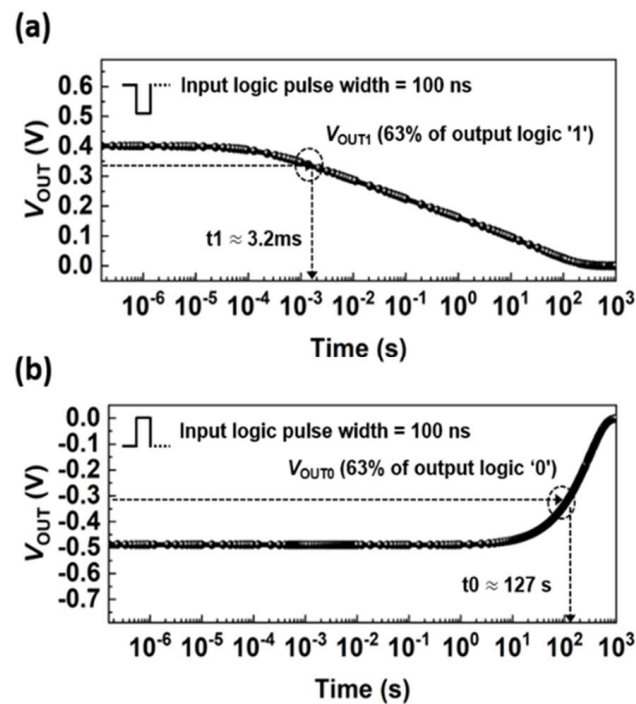 (a)
Input logic pulse width = 100 ns
V_OUT1 (63% of output logic '1')
t1 ≈ 3.2ms
V_OUT (V)
0.6
0.5
0.4
0.3
0.2
0.1
0.0
10^-6 10^-5 10^-4 10^-3 10^-2 10^-1 10^0 10^1 10^2 10^3
Time (s)
(b)
Input logic pulse width = 100 ns
V_OUT0 (63% of output logic '0')
t0 ≈ 127 s
V_OUT (V)
0.0
-0.1
-0.2
-0.3
-0.4
-0.5
-0.6
-0.7
10^-6 10^-5 10^-4 10^-3 10^-2 10^-1 10^0 10^1 10^2 10^3
Time (s)